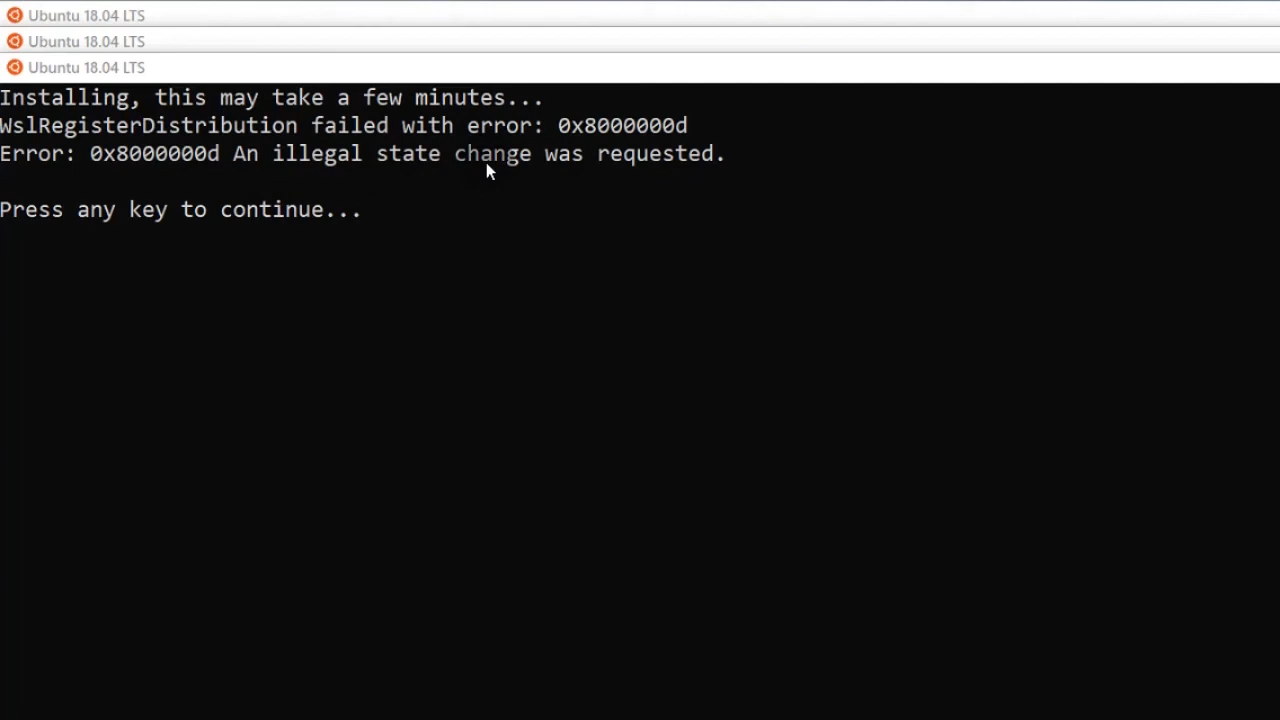 Ubuntu 18.04 LTS
Ubuntu 18.04 LTS
Ubuntu 18.04 LTS
Installing, this may take a few minutes...
WslRegisterDistribution failed with error: 0x8000000d
Error: 0x8000000d An illegal state change was requested.
Press any key to continue...